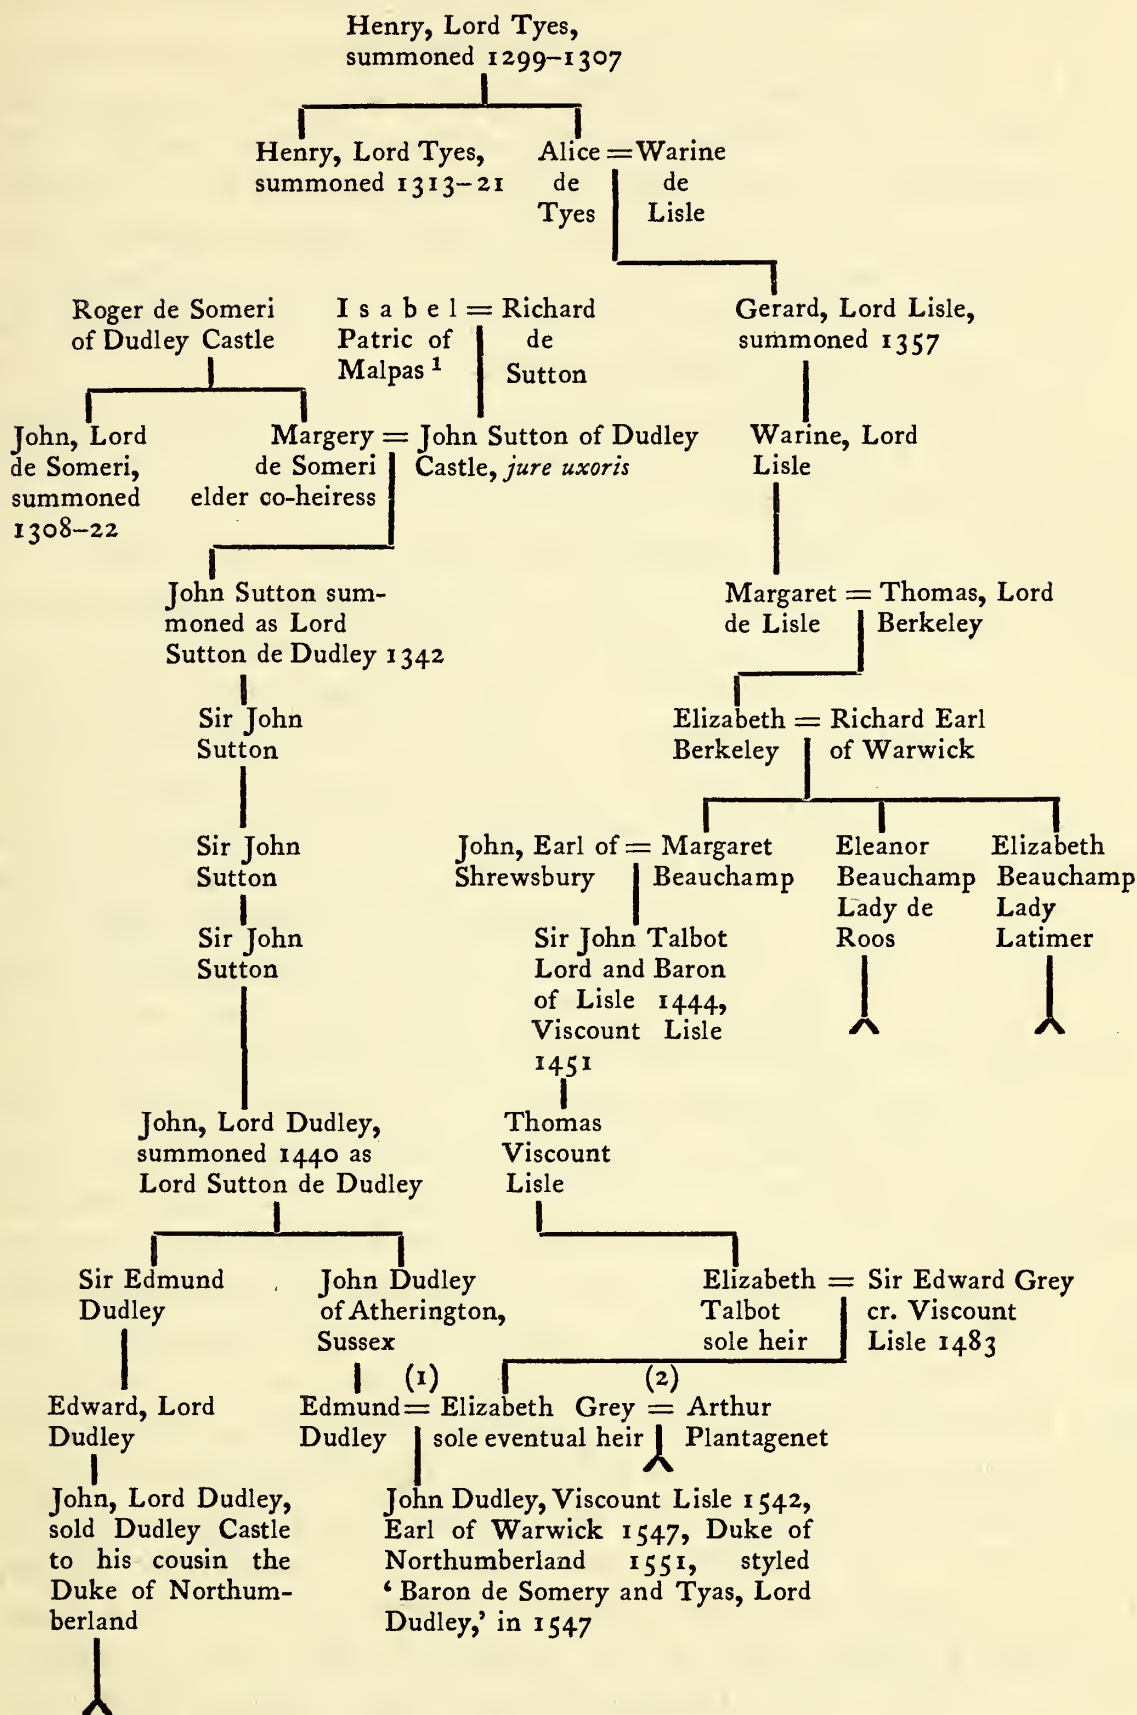 Henry, Lord Tyes,
summoned 1299–1307
Henry, Lord Tyes,
summoned 1313–21
Alice = Warine
de de
Tyes Lisle
Roger de Someri
of Dudley Castle
Isabel = Richard
Patric of de
Malpas 1 Sutton
Gerard, Lord Lisle,
summoned 1357
John, Lord
de Someri,
summoned
1308–22
Margery = John Sutton of Dudley
de Someri Castle, jure uxoris
elder co-heiress
Warine, Lord
Lisle
John Sutton sum-
moned as Lord
Sutton de Dudley 1342
Margaret = Thomas, Lord
de Lisle Berkeley
Sir John
Sutton
Elizabeth = Richard Earl
Berkeley of Warwick
Sir John
Sutton
John, Earl of = Margaret
Shrewsbury Beauchamp
Eleanor
Beauchamp
Lady de
Roos
Elizabeth
Beauchamp
Lady
Latimer
Sir John
Sutton
Sir John Talbot
Lord and Baron
of Lisle 1444,
Viscount Lisle
1451
John, Lord Dudley,
summoned 1440 as
Lord Sutton de Dudley
Thomas
Viscount
Lisle
Sir Edmund
Dudley
John Dudley
of Atherington,
Sussex
Elizabeth = Sir Edward Grey
Talbot cr. Viscount
sole heir Lisle 1483
(1) (2)
Edward, Lord
Dudley
Edmund = Elizabeth Grey = Arthur
Dudley sole eventual heir Plantagenet
John, Lord Dudley,
sold Dudley Castle
to his cousin the
Duke of Northum-
berland
John Dudley, Viscount Lisle 1542,
Earl of Warwick 1547, Duke of
Northumberland 1551, styled
‘Baron de Somery and Tyas, Lord
Dudley,’ in 1547